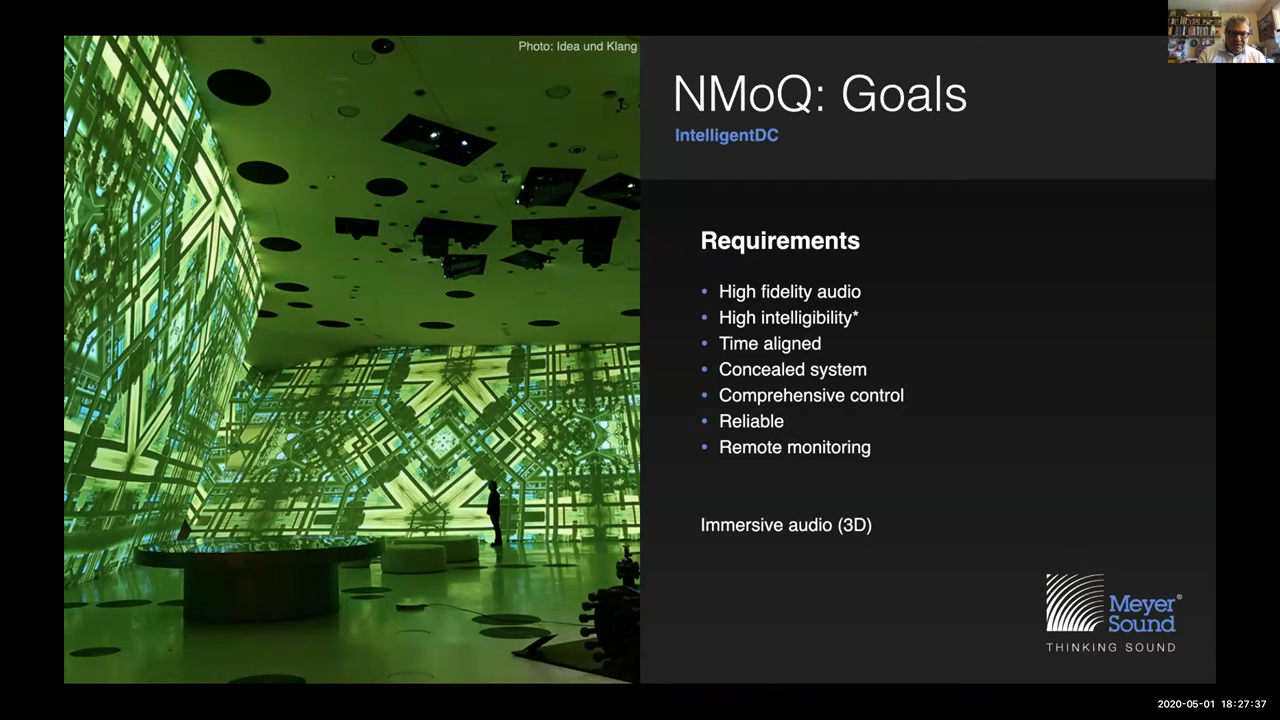 Photo: Idea und Klang
NMoQ: Goals
IntelligentDC
Requirements
• High fidelity audio
• High intelligibility*
• Time aligned
• Concealed system
• Comprehensive control
• Reliable
• Remote monitoring
Immersive audio (3D)
Meyer®
Sound
THINKING SOUND
2020-05-01 18:27:37